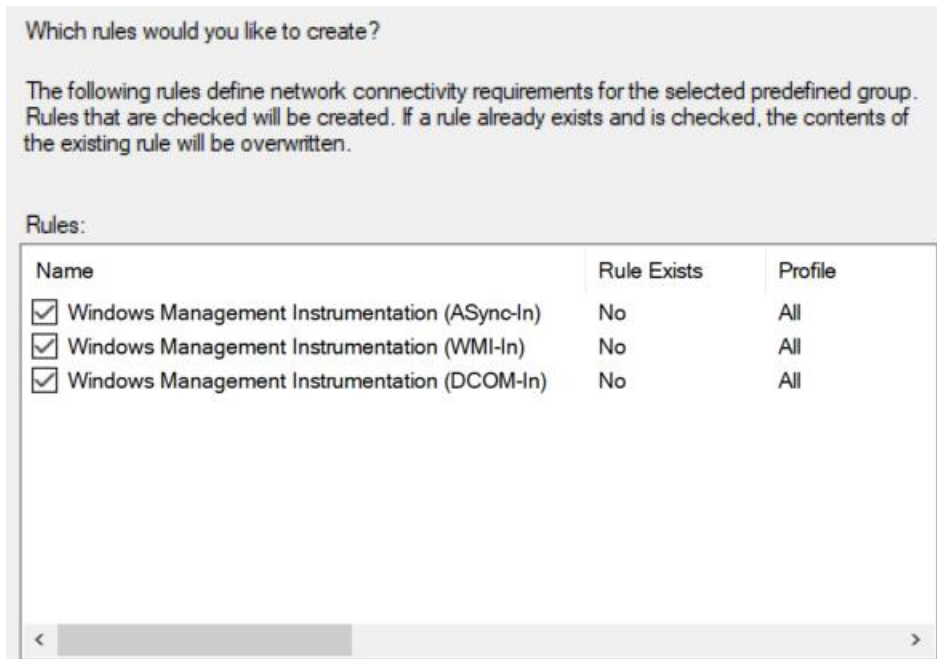 Which rules would you like to create?
The following rules define network connectivity requirements for the selected predefined group.
Rules that are checked will be created. If a rule already exists and is checked, the contents of
the existing rule will be overwritten.
Rules:
Name Rule Exists Profile
Windows Management Instrumentation (ASync-In) No All
Windows Management Instrumentation (WMI-In) No All
Windows Management Instrumentation (DCOM-In) No All